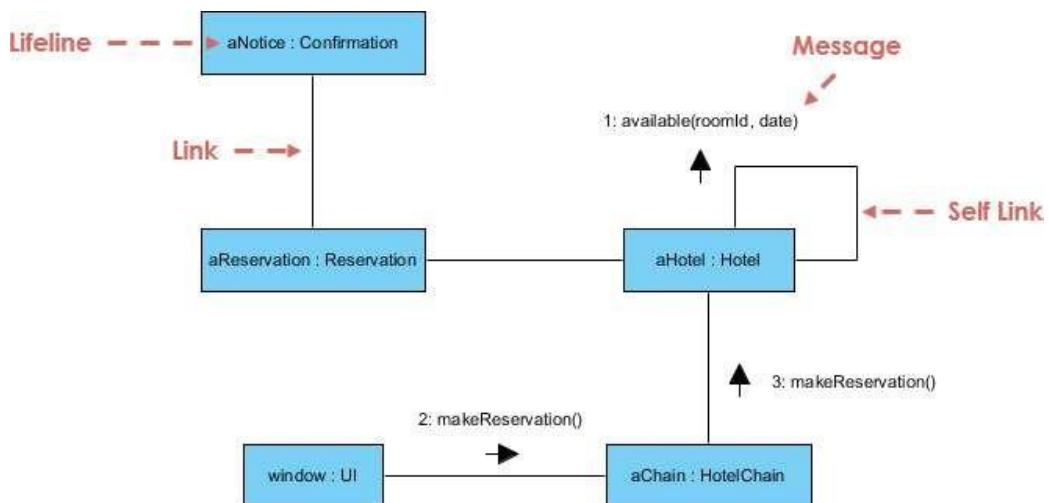 Lifeline
aNotice : Confirmation
Message
1: available(roomId, date)
Link
Self Link
aReservation : Reservation
aHotel : Hotel
3: makeReservation()
2: makeReservation()
window : UI
aChain : HotelChain